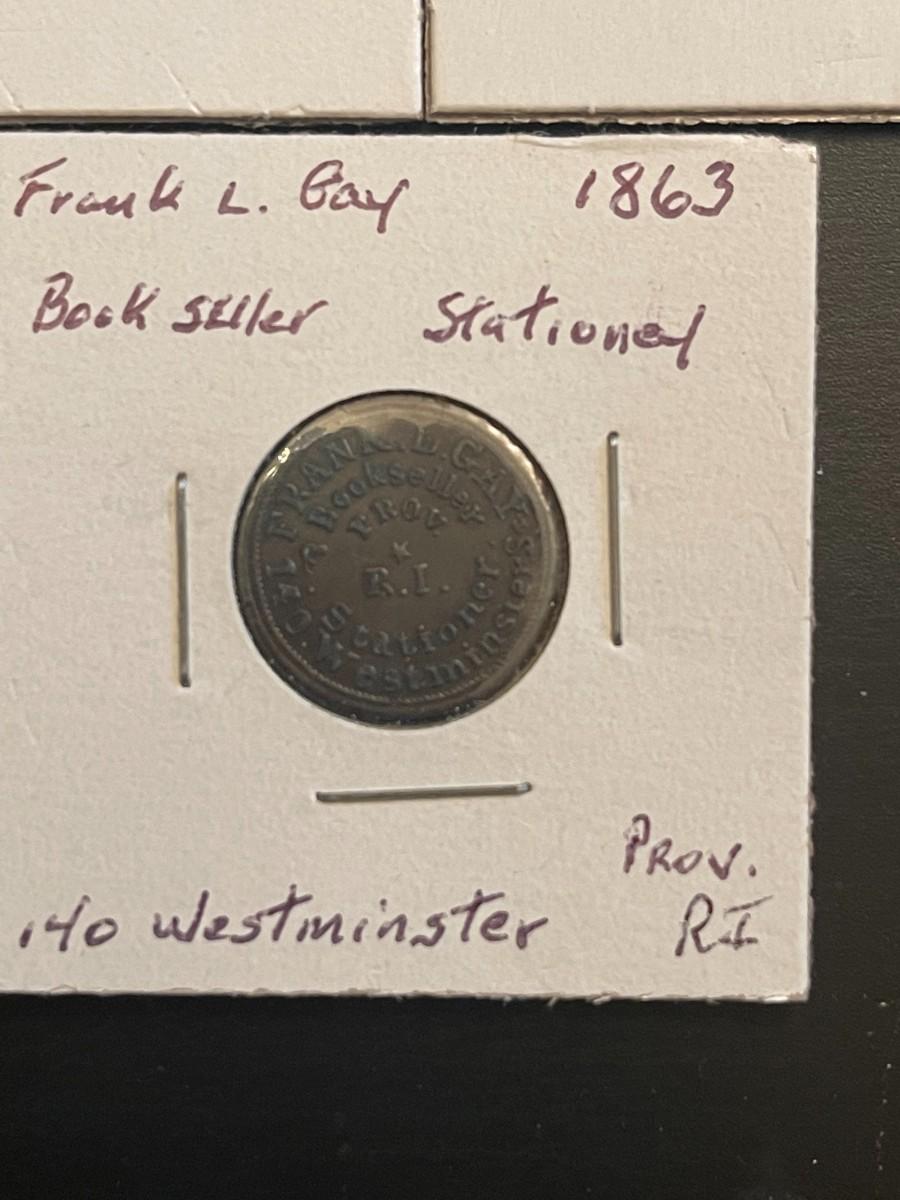 Frank L. Gay 1863
Book seller Stationer
FRANK. L. GAY.
Bookseller
PROV
R.I.
& Stationer.
140. Westminster St
140 Westminster
Prov.
RI